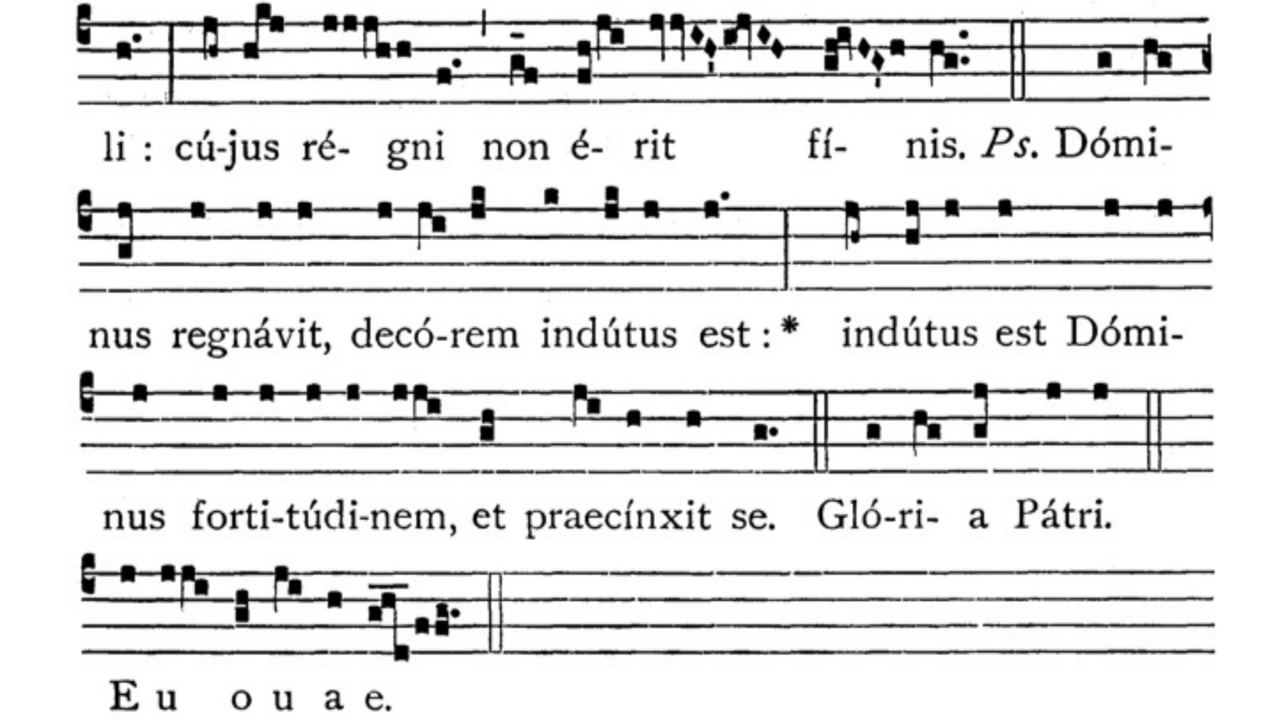 li : cú-jus ré- gni non é- rit fí- nis. Ps. Dómi-
nus regnávit, decó-rem indútus est : * indútus est Dómi-
nus forti-túdi-nem, et praecínxit se. Gló-ri- a Pátri.
E u o u a e.